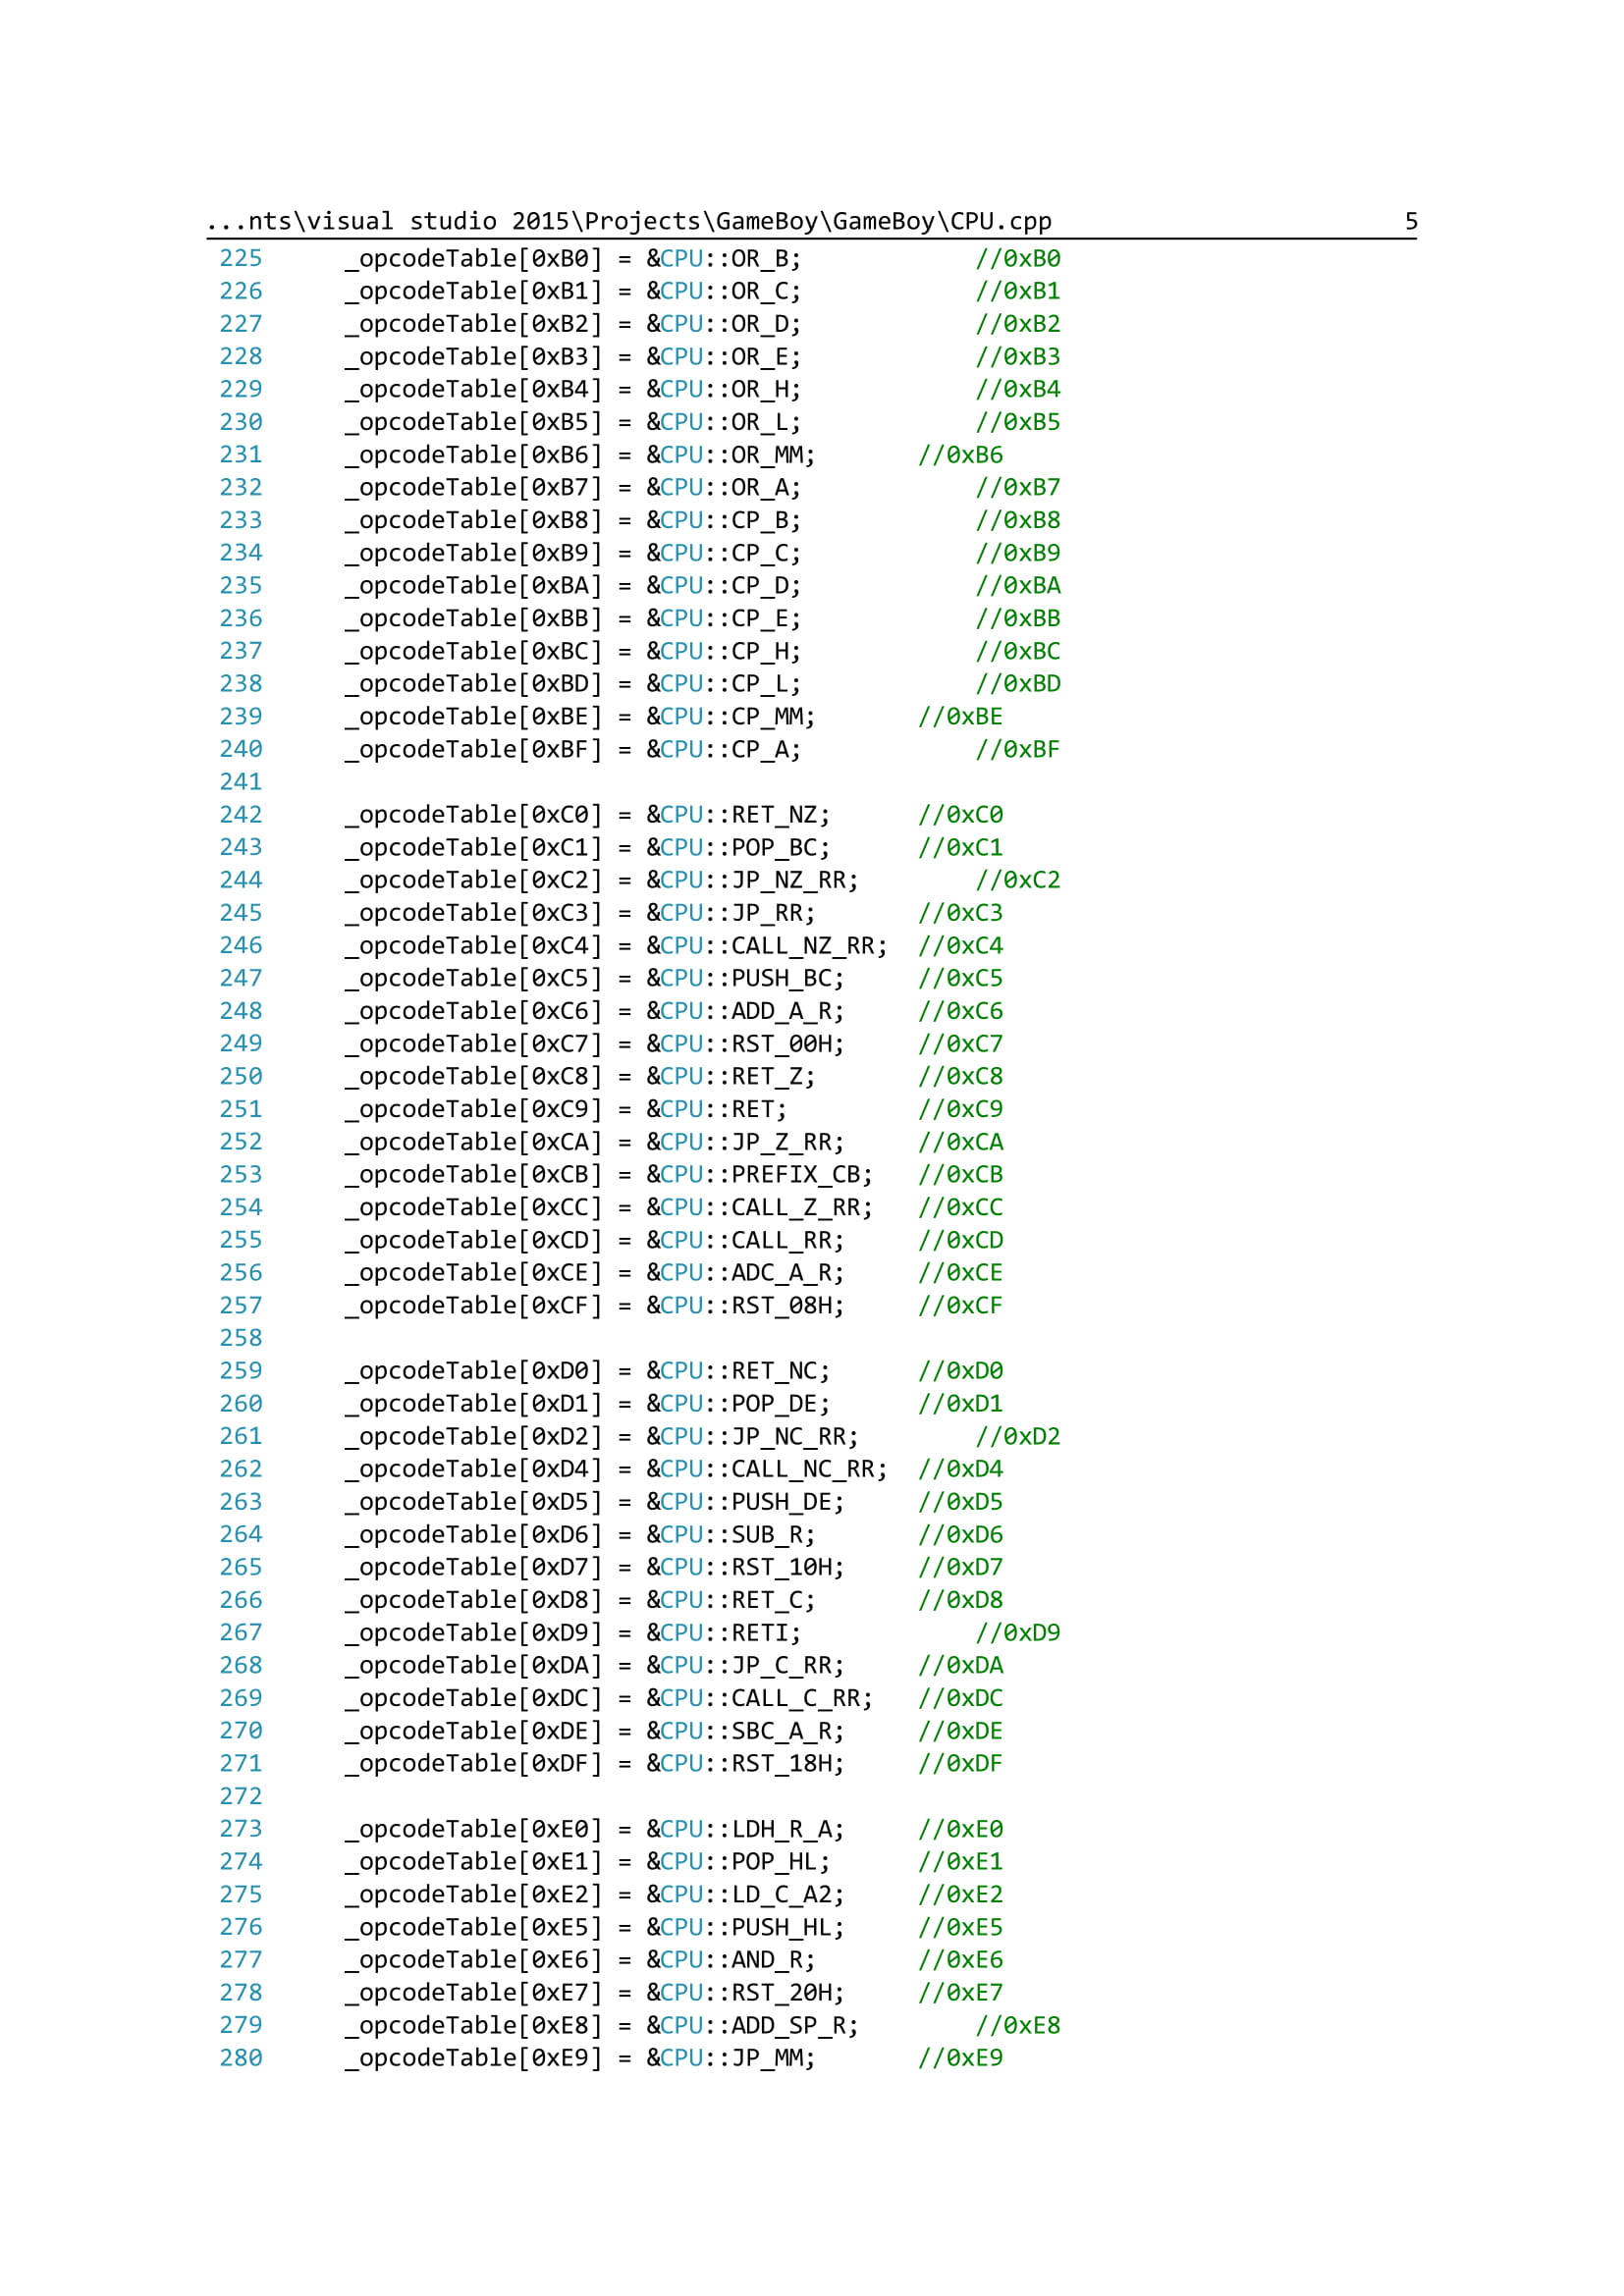 ...nts\visual studio 2015\Projects\GameBoy\GameBoy\CPU.cpp 5
225 _opcodeTable[0xB0] = &CPU::OR_B; //0xB0
226 _opcodeTable[0xB1] = &CPU::OR_C; //0xB1
227 _opcodeTable[0xB2] = &CPU::OR_D; //0xB2
228 _opcodeTable[0xB3] = &CPU::OR_E; //0xB3
229 _opcodeTable[0xB4] = &CPU::OR_H; //0xB4
230 _opcodeTable[0xB5] = &CPU::OR_L; //0xB5
231 _opcodeTable[0xB6] = &CPU::OR_MM; //0xB6
232 _opcodeTable[0xB7] = &CPU::OR_A; //0xB7
233 _opcodeTable[0xB8] = &CPU::CP_B; //0xB8
234 _opcodeTable[0xB9] = &CPU::CP_C; //0xB9
235 _opcodeTable[0xBA] = &CPU::CP_D; //0xBA
236 _opcodeTable[0xBB] = &CPU::CP_E; //0xBB
237 _opcodeTable[0xBC] = &CPU::CP_H; //0xBC
238 _opcodeTable[0xBD] = &CPU::CP_L; //0xBD
239 _opcodeTable[0xBE] = &CPU::CP_MM; //0xBE
240 _opcodeTable[0xBF] = &CPU::CP_A; //0xBF
241
242 _opcodeTable[0xC0] = &CPU::RET_NZ; //0xC0
243 _opcodeTable[0xC1] = &CPU::POP_BC; //0xC1
244 _opcodeTable[0xC2] = &CPU::JP_NZ_RR; //0xC2
245 _opcodeTable[0xC3] = &CPU::JP_RR; //0xC3
246 _opcodeTable[0xC4] = &CPU::CALL_NZ_RR; //0xC4
247 _opcodeTable[0xC5] = &CPU::PUSH_BC; //0xC5
248 _opcodeTable[0xC6] = &CPU::ADD_A_R; //0xC6
249 _opcodeTable[0xC7] = &CPU::RST_00H; //0xC7
250 _opcodeTable[0xC8] = &CPU::RET_Z; //0xC8
251 _opcodeTable[0xC9] = &CPU::RET; //0xC9
252 _opcodeTable[0xCA] = &CPU::JP_Z_RR; //0xCA
253 _opcodeTable[0xCB] = &CPU::PREFIX_CB; //0xCB
254 _opcodeTable[0xCC] = &CPU::CALL_Z_RR; //0xCC
255 _opcodeTable[0xCD] = &CPU::CALL_RR; //0xCD
256 _opcodeTable[0xCE] = &CPU::ADC_A_R; //0xCE
257 _opcodeTable[0xCF] = &CPU::RST_08H; //0xCF
258
259 _opcodeTable[0xD0] = &CPU::RET_NC; //0xD0
260 _opcodeTable[0xD1] = &CPU::POP_DE; //0xD1
261 _opcodeTable[0xD2] = &CPU::JP_NC_RR; //0xD2
262 _opcodeTable[0xD4] = &CPU::CALL_NC_RR; //0xD4
263 _opcodeTable[0xD5] = &CPU::PUSH_DE; //0xD5
264 _opcodeTable[0xD6] = &CPU::SUB_R; //0xD6
265 _opcodeTable[0xD7] = &CPU::RST_10H; //0xD7
266 _opcodeTable[0xD8] = &CPU::RET_C; //0xD8
267 _opcodeTable[0xD9] = &CPU::RETI; //0xD9
268 _opcodeTable[0xDA] = &CPU::JP_C_RR; //0xDA
269 _opcodeTable[0xDC] = &CPU::CALL_C_RR; //0xDC
270 _opcodeTable[0xDE] = &CPU::SBC_A_R; //0xDE
271 _opcodeTable[0xDF] = &CPU::RST_18H; //0xDF
272
273 _opcodeTable[0xE0] = &CPU::LDH_R_A; //0xE0
274 _opcodeTable[0xE1] = &CPU::POP_HL; //0xE1
275 _opcodeTable[0xE2] = &CPU::LD_C_A2; //0xE2
276 _opcodeTable[0xE5] = &CPU::PUSH_HL; //0xE5
277 _opcodeTable[0xE6] = &CPU::AND_R; //0xE6
278 _opcodeTable[0xE7] = &CPU::RST_20H; //0xE7
279 _opcodeTable[0xE8] = &CPU::ADD_SP_R; //0xE8
280 _opcodeTable[0xE9] = &CPU::JP_MM; //0xE9